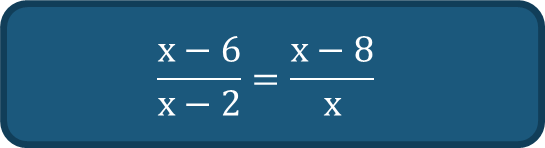 x − 6 = x − 8
x − 2   x